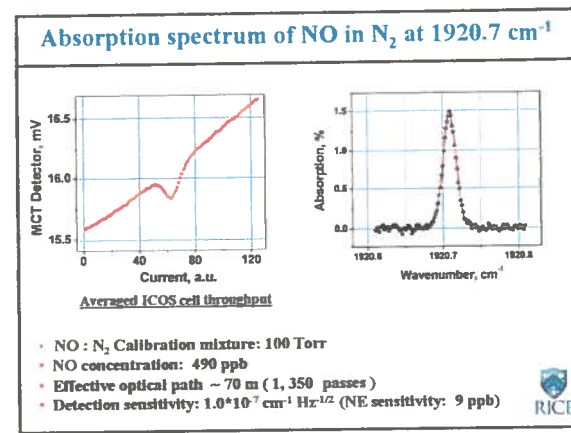 Absorption spectrum of NO in N2 at 1920.7 cm-1
16.5
16.0
15.5
MCT Detector, mV
0 40 80 120
Current, a.u.
Averaged ICOS cell throughput
1.5
1.0
0.5
0.0
Absorption, %
1920.6 1920.7 1920.8
Wavenumber, cm-1
• NO : N2 Calibration mixture: 100 Torr
• NO concentration: 490 ppb
• Effective optical path ~ 70 m ( 1, 350 passes )
• Detection sensitivity: 1.0*10-7 cm-1 Hz-1/2 (NE sensitivity: 9 ppb)
RICE